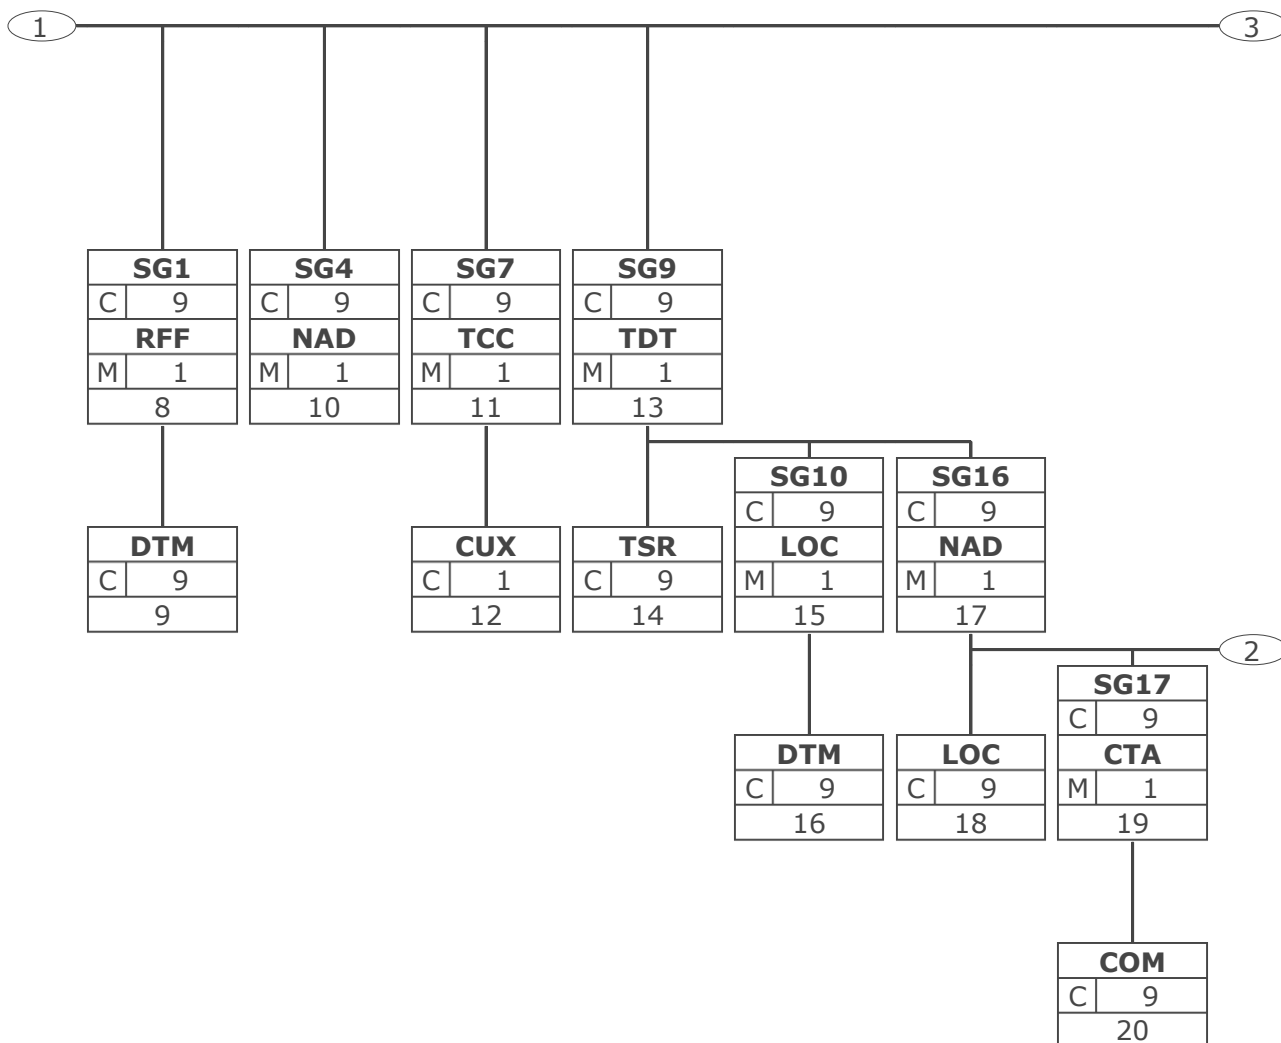 1
3
SG1
C 9
RFF
M 1
8
SG4
C 9
NAD
M 1
10
SG7
C 9
TCC
M 1
11
SG9
C 9
TDT
M 1
13
DTM
C 9
9
CUX
C 1
12
TSR
C 9
14
SG10
C 9
LOC
M 1
15
SG16
C 9
NAD
M 1
17
2
DTM
C 9
16
LOC
C 9
18
SG17
C 9
CTA
M 1
19
COM
C 9
20